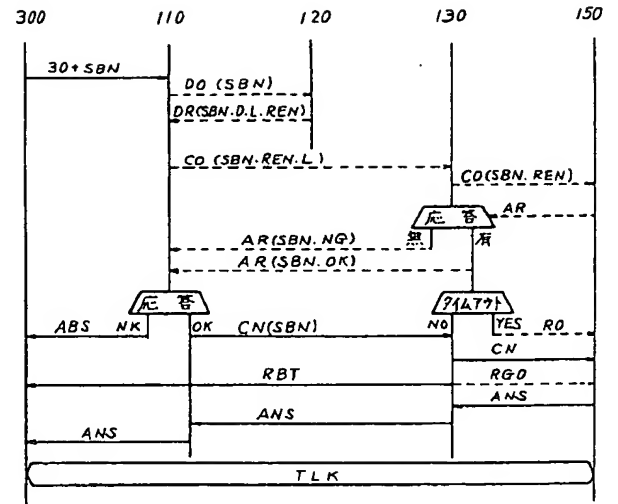 300 110 120 130 150
30+SBN
DO (SBN)
DR(SBN.D.L.REN)
CO (SBN.REN.L)
CO(SBN.REN)
応答 AR
無 有
AR(SBN.NG)
AR(SBN.OK)
応答 タイムアウト
ABS NK OK CN(SBN) NO YES RO
CN
RBT RGO
ANS
ANS
ANS
TLK